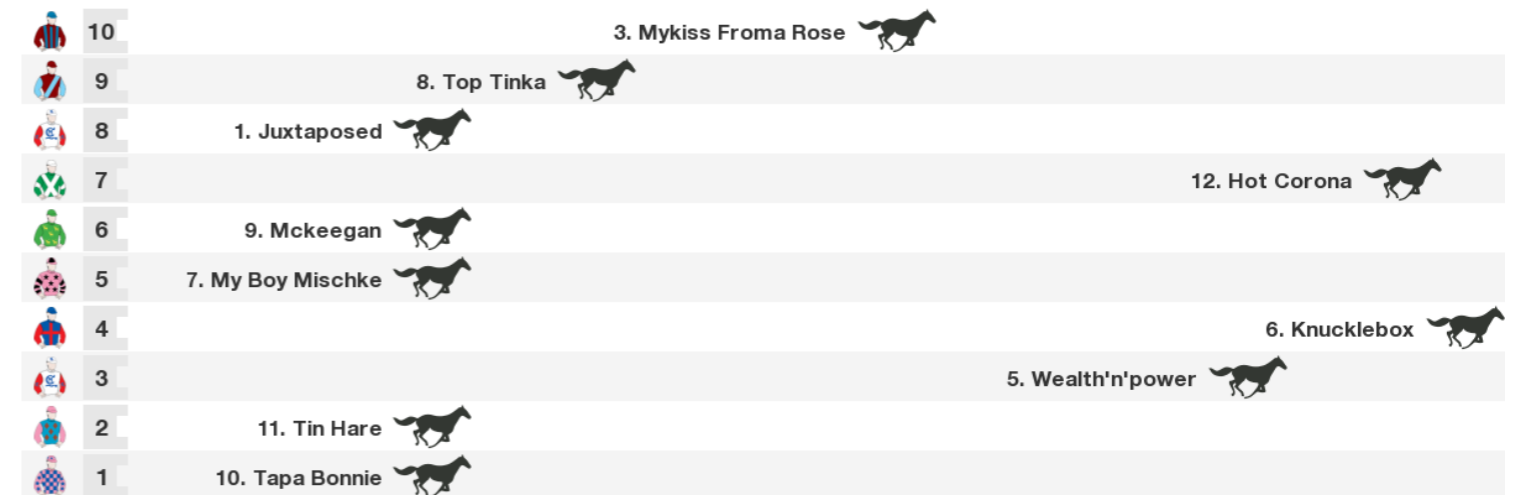 10 3. Mykiss Froma Rose
9 8. Top Tinka
8 1. Juxtaposed
7 12. Hot Corona
6 9. Mckeegan
5 7. My Boy Mischke
4 6. Knucklebox
3 5. Wealth'n'power
2 11. Tin Hare
1 10. Tapa Bonnie